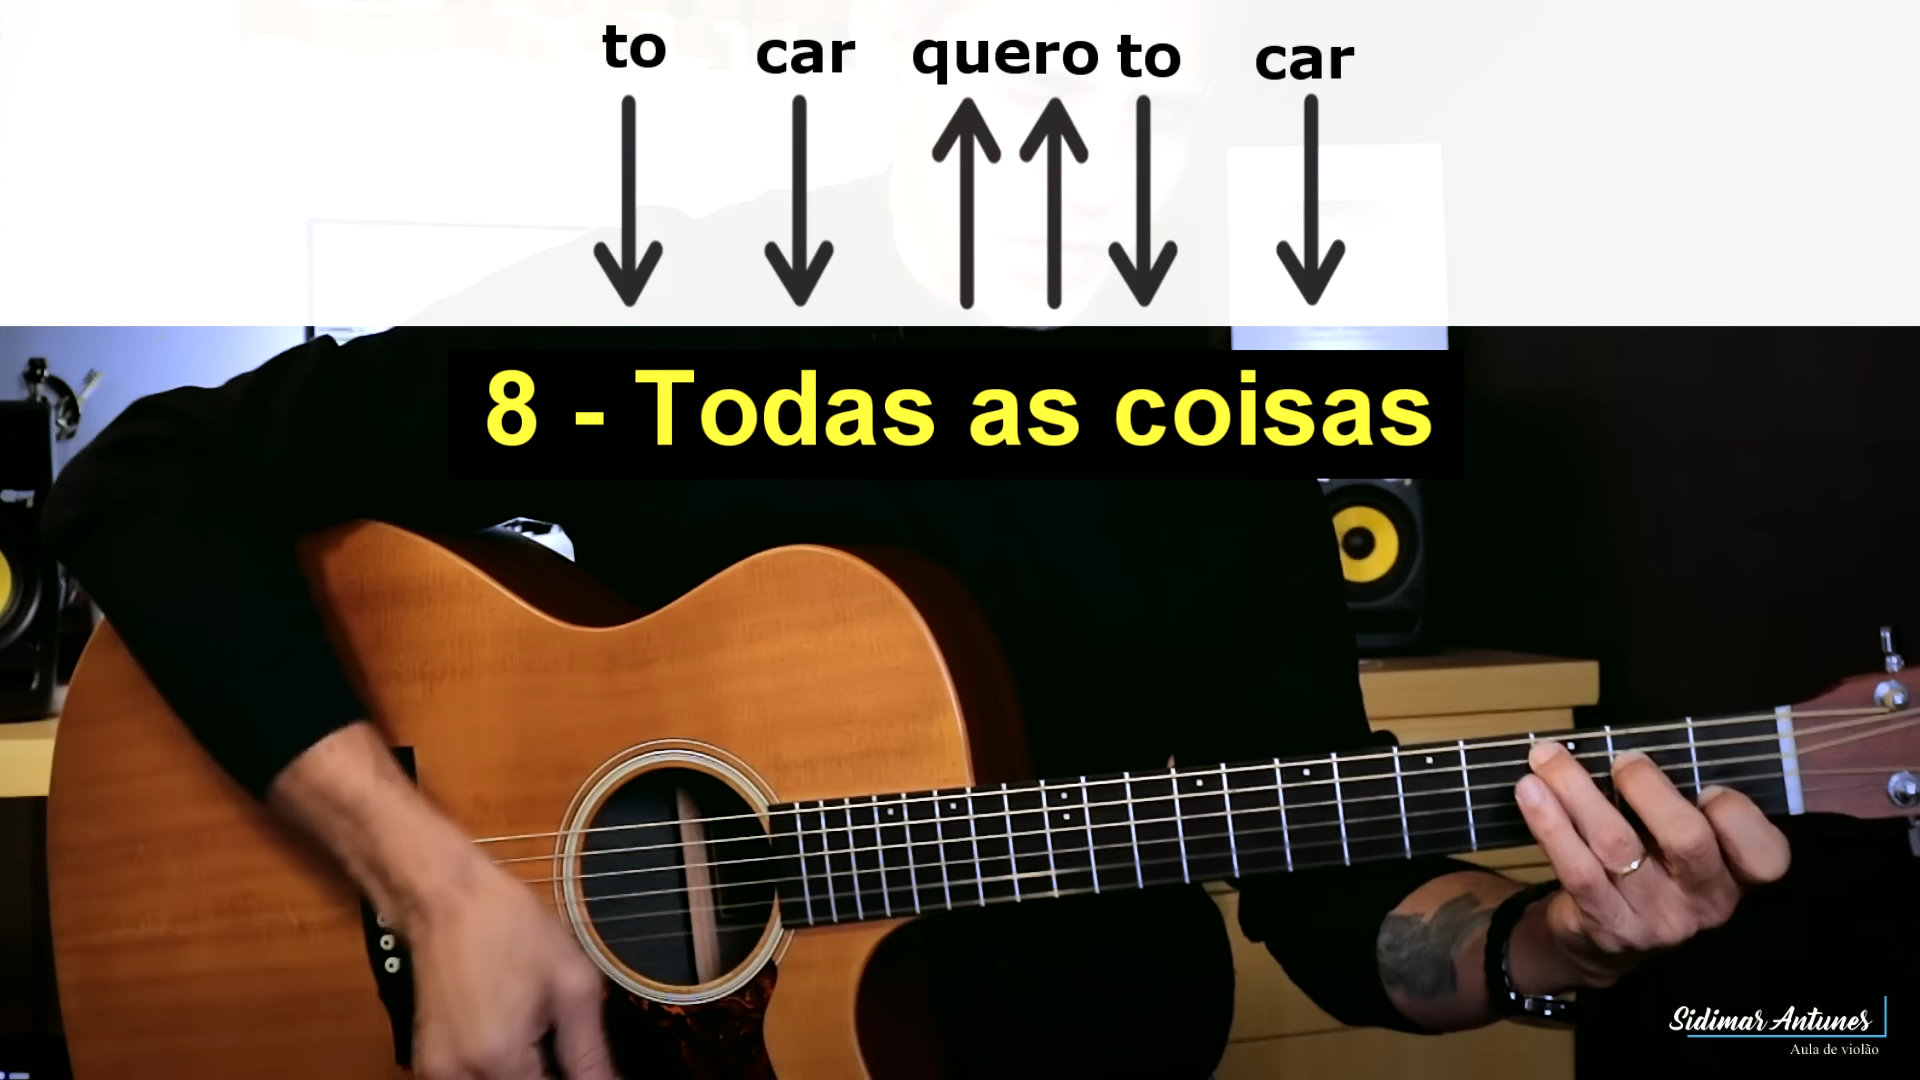 to car quero to car
8 - Todas as coisas
Sidimar Antunes
Aula de violão